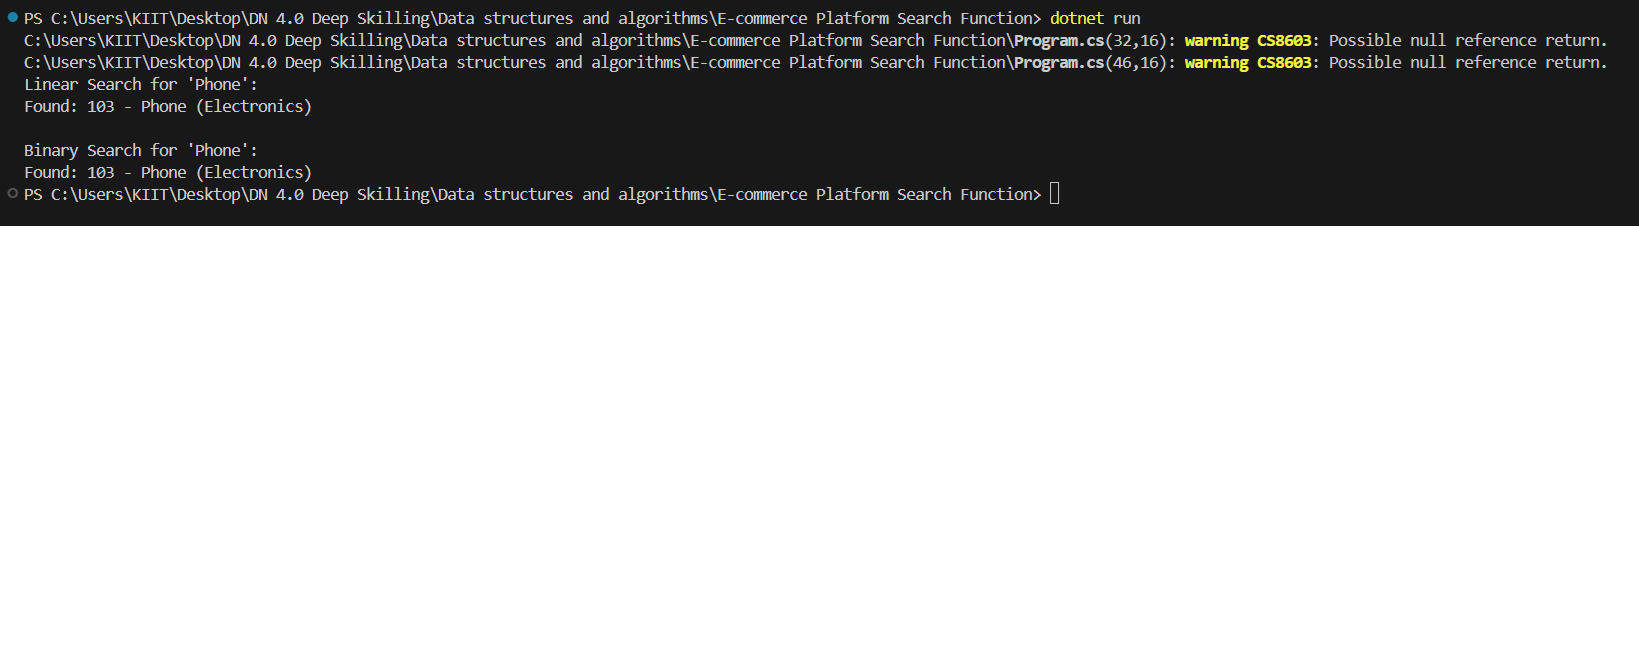 PS C:\Users\KIIT\Desktop\DN 4.0 Deep Skilling\Data structures and algorithms\E-commerce Platform Search Function> dotnet run
C:\Users\KIIT\Desktop\DN 4.0 Deep Skilling\Data structures and algorithms\E-commerce Platform Search Function\Program.cs(32,16): warning CS8603: Possible null reference return.
C:\Users\KIIT\Desktop\DN 4.0 Deep Skilling\Data structures and algorithms\E-commerce Platform Search Function\Program.cs(46,16): warning CS8603: Possible null reference return.
Linear Search for 'Phone':
Found: 103 - Phone (Electronics)
Binary Search for 'Phone':
Found: 103 - Phone (Electronics)
PS C:\Users\KIIT\Desktop\DN 4.0 Deep Skilling\Data structures and algorithms\E-commerce Platform Search Function>